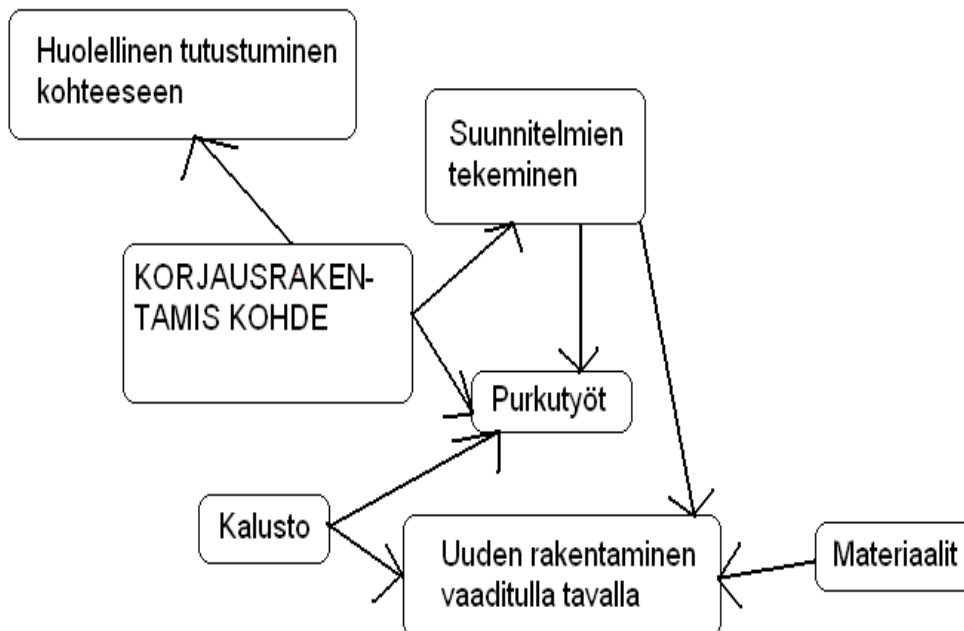 Huolellinen tutustuminen
kohteeseen
Suunnitelmien
tekeminen
KORJAUSRAKEN-
TAMIS KOHDE
Purkutyöt
Kalusto
Uuden rakentaminen
vaaditulla tavalla
Materiaalit